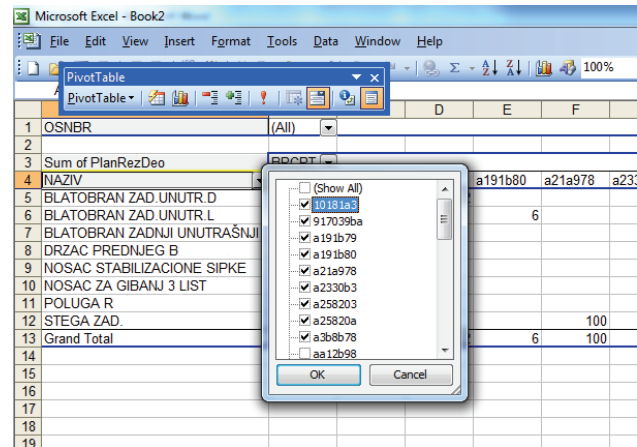 Microsoft Excel - Book2
File Edit View Insert Format Tools Data Window Help
PivotTable
100%
PivotTable
D E F
1 OSNBR (All)
2
3 Sum of PlanRezDeo BRCRT
4 NAZIV a191b80 a21a978 a233
5 BLATOBRAN ZAD.UNUTR.D
6 BLATOBRAN ZAD.UNUTR.L 6
7 BLATOBRAN ZADNJI UNUTRAŠNJI
8 DRZAC PREDNJEG B
9 NOSAC STABILIZACIONE SIPKE
10 NOSAC ZA GIBANJ 3 LIST
11 POLUGA R
12 STEGA ZAD. 100
13 Grand Total 6 100
14
15
16
17
18
19
(Show All)
10181a3
917039ba
a191b79
a191b80
a21a978
a2330b3
a258203
a25820a
a3b8b78
aa12b98
OK Cancel